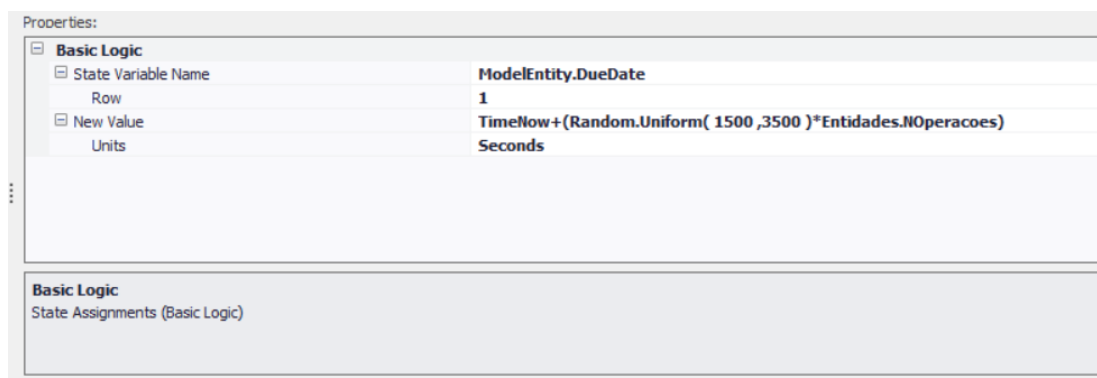 Properties:
Basic Logic
State Variable Name ModelEntity.DueDate
Row 1
New Value TimeNow+(Random.Uniform( 1500 ,3500 )*Entidades.NOperacoes)
Units Seconds
Basic Logic
State Assignments (Basic Logic)